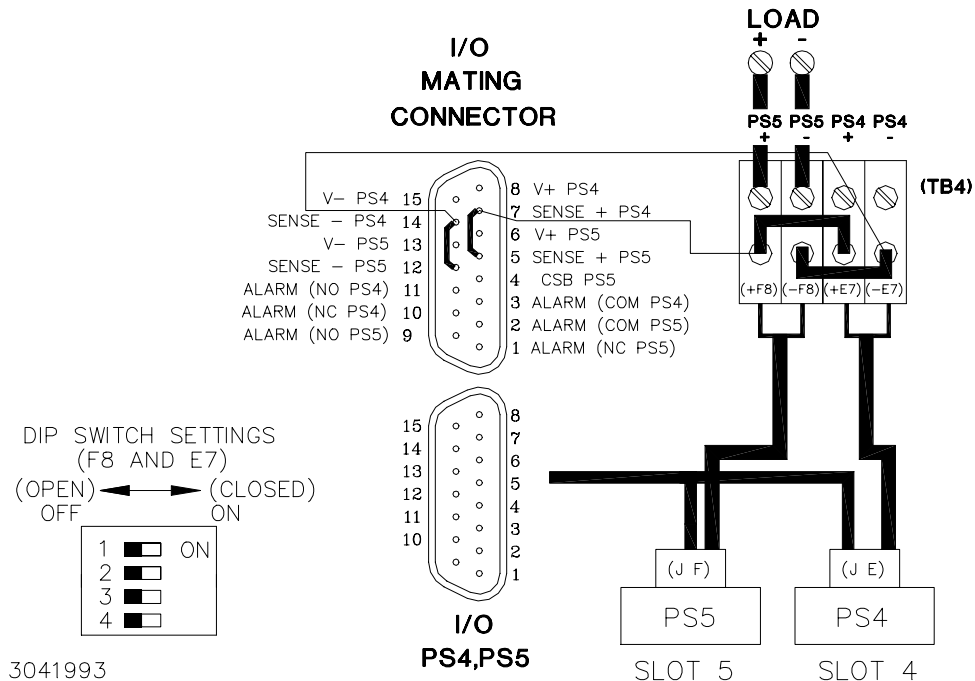 LOAD
+ -
I/O
MATING
CONNECTOR
PS5 PS5 PS4 PS4
+ - + -
(TB4)
V- PS4 15
SENSE - PS4 14
V- PS5 13
SENSE - PS5 12
ALARM (NO PS4) 11
ALARM (NC PS4) 10
ALARM (NO PS5) 9
8 V+ PS4
7 SENSE + PS4
6 V+ PS5
5 SENSE + PS5
4 CSB PS5
3 ALARM (COM PS4)
2 ALARM (COM PS5)
1 ALARM (NC PS5)
(+F8) (-F8) (+E7) (-E7)
15
14
13
12
11
10
8
7
6
5
4
3
2
1
I/O
PS4,PS5
DIP SWITCH SETTINGS
(F8 AND E7)
(OPEN) (CLOSED)
OFF ON
1 ON
2
3
4
(J F)
PS5
SLOT 5
(J E)
PS4
SLOT 4
3041993